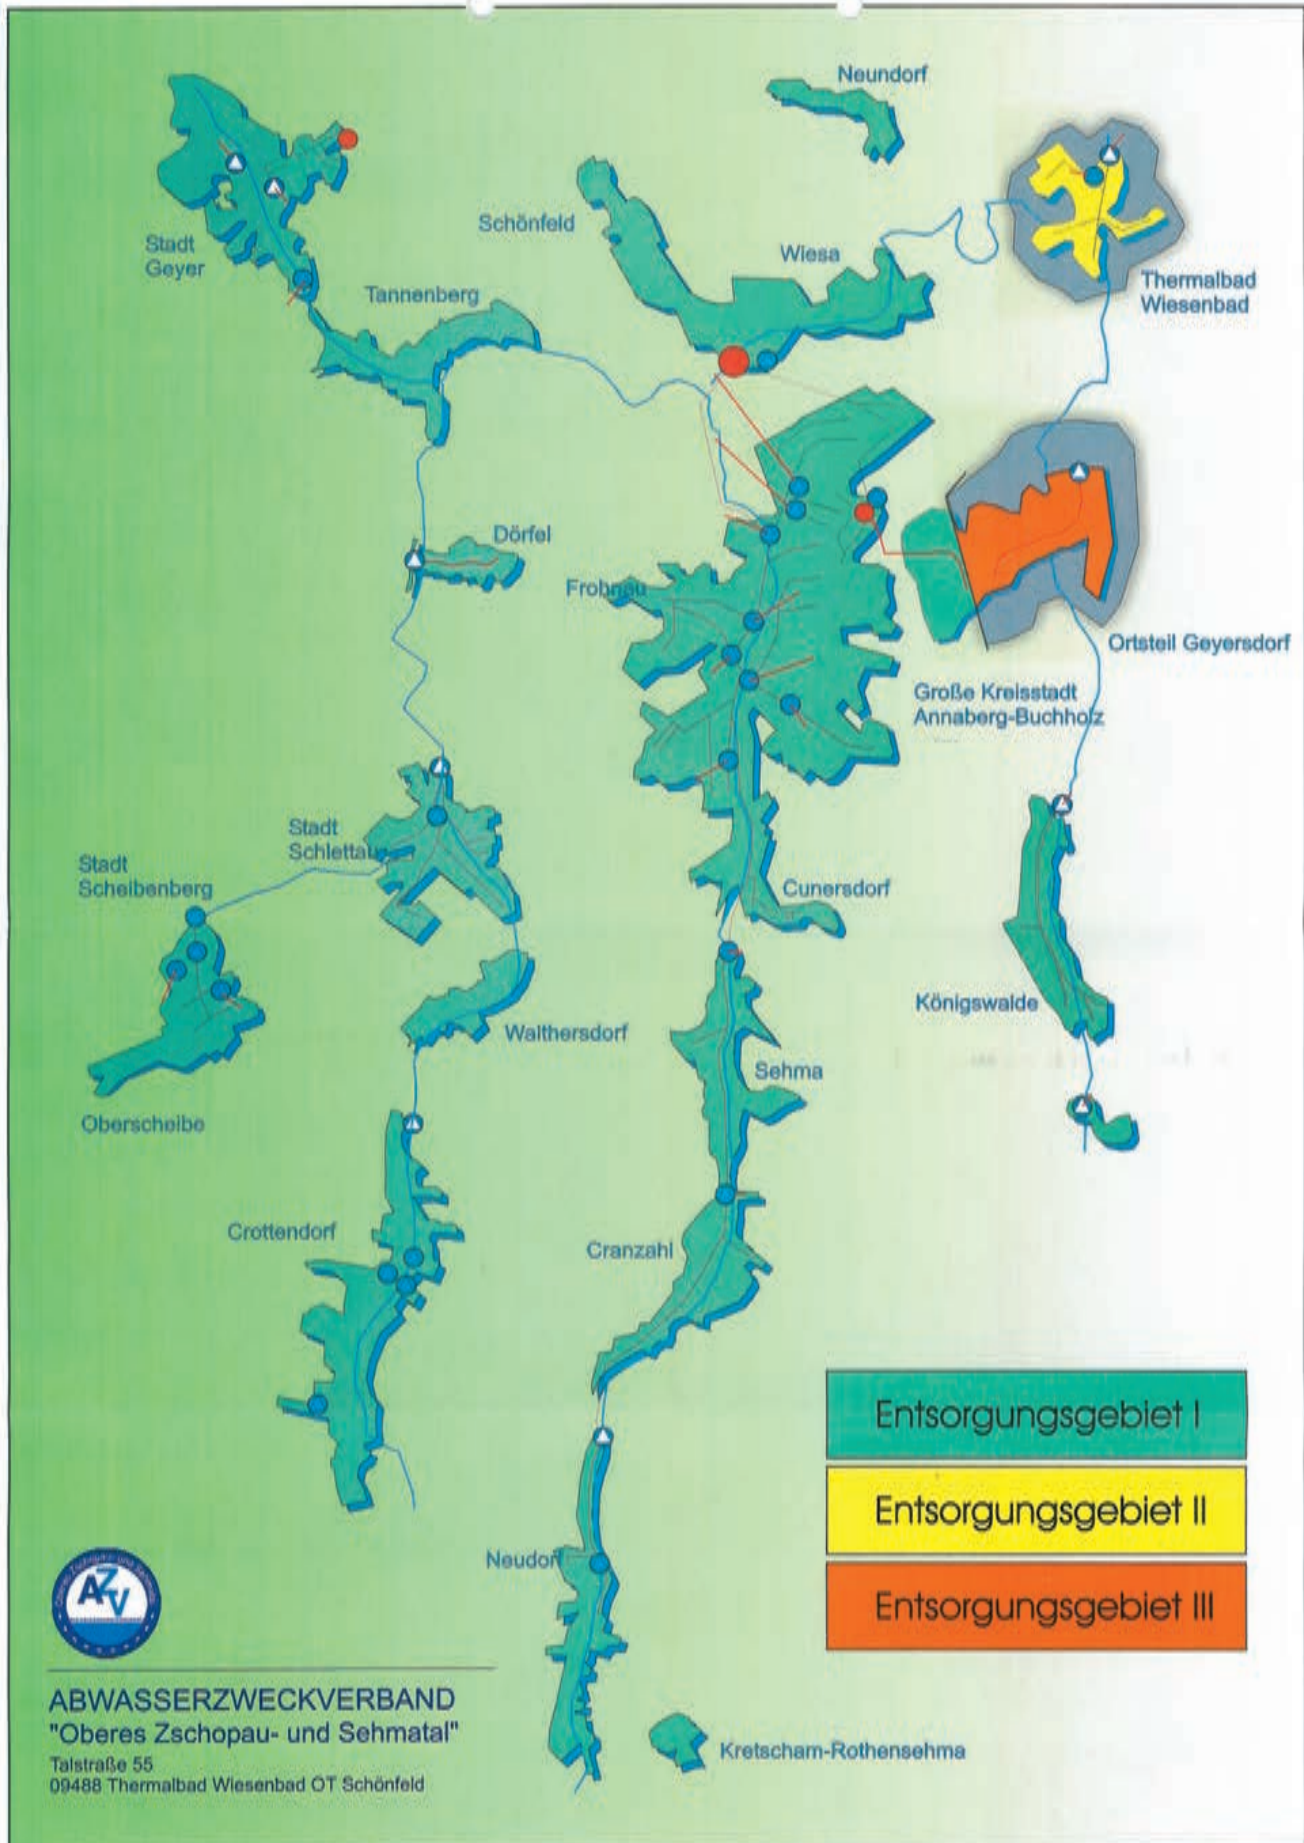 Neundorf
Schönfeld
Wiesa
Stadt
Geyer
Tannenberg
Thermalbad
Wiesenbad
Dörfel
Frohnau
Ortsteil Geyersdorf
Große Kreisstadt
Annaberg-Buchholz
Stadt
Schlettau
Stadt
Scheibenberg
Cunersdorf
Königswalde
Walthersdorf
Sehma
Oberscheibe
Crottendorf
Cranzahl
Entsorgungsgebiet I
Entsorgungsgebiet II
Entsorgungsgebiet III
Neudorf
AZV
ABWASSERZWECKVERBAND
"Oberes Zschopau- und Sehmatal"
Talstraße 55
09488 Thermalbad Wiesenbad OT Schönfeld
Kretscham-Rothensehma